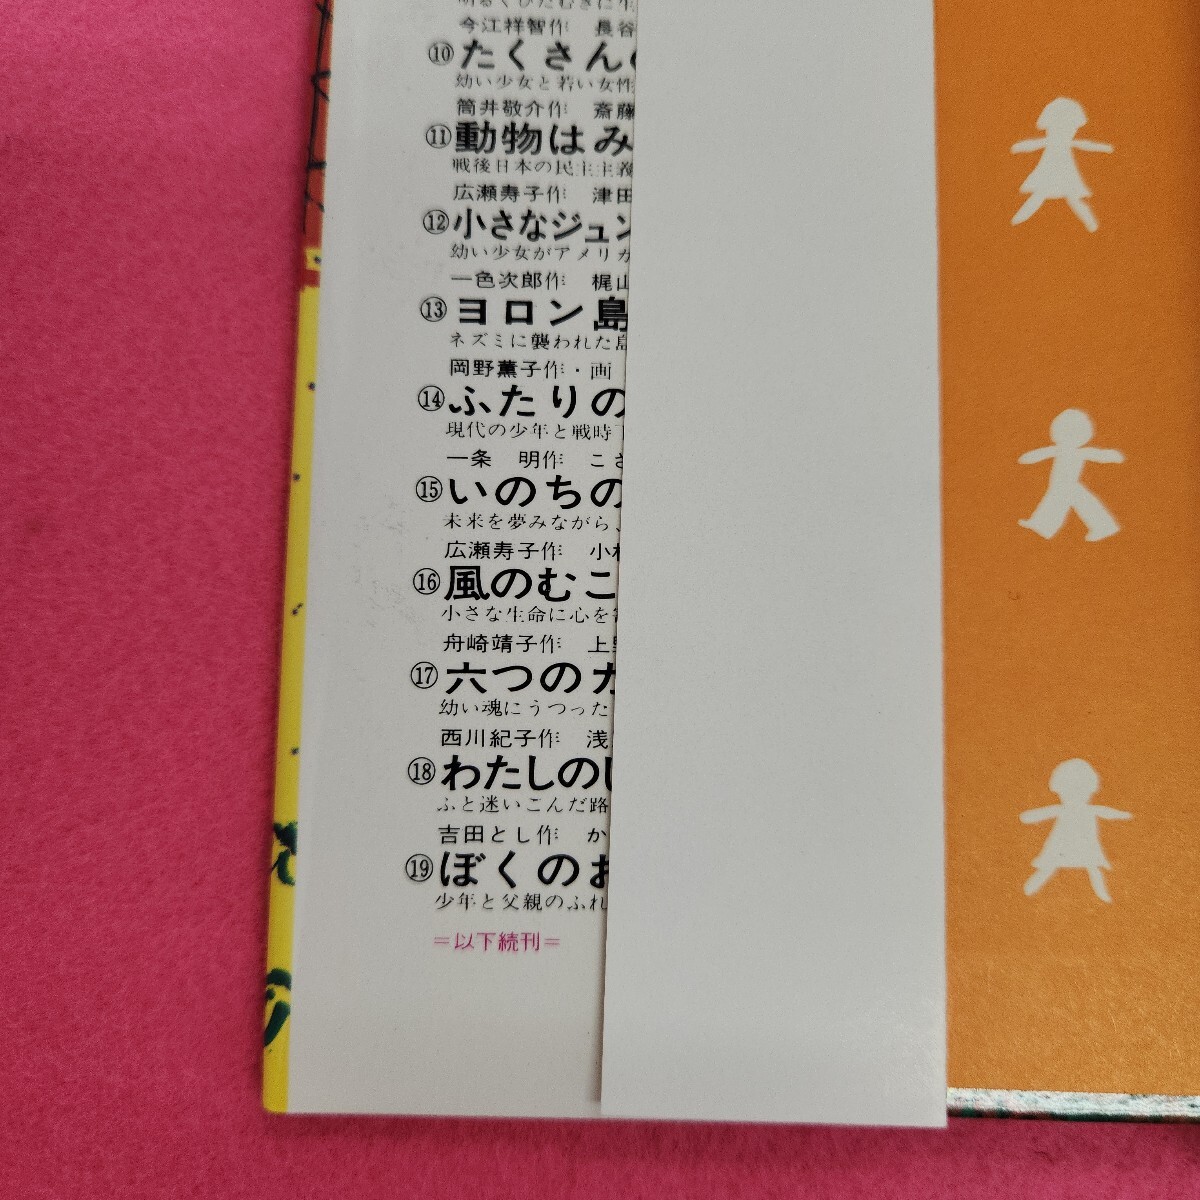 今江祥智作 長谷
⑩たくさん
幼い少女と若い女性
筒井敬介作 斎藤
⑪動物はみ
戦後日本の民主主義
広瀬寿子作 津田
⑫小さなジュン
幼い少女がアメリカ
一色次郎作 梶山
⑬ヨロン島
ネズミに襲われた島
岡野薫子作・画
⑭ふたりの
現代の少年と戦時下
一条 明作 こさ
⑮いのちの
未来を夢みながら、
広瀬寿子作 小林
⑯風のむこ
小さな生命に心を
舟崎靖子作 上野
⑰六つのカ
幼い魂にうつった
西川紀子作 浅
⑱わたしの
ふと迷いこんだ路
吉田とし作 か
⑲ぼくのお
少年と父親のふれ
=以下続刊=